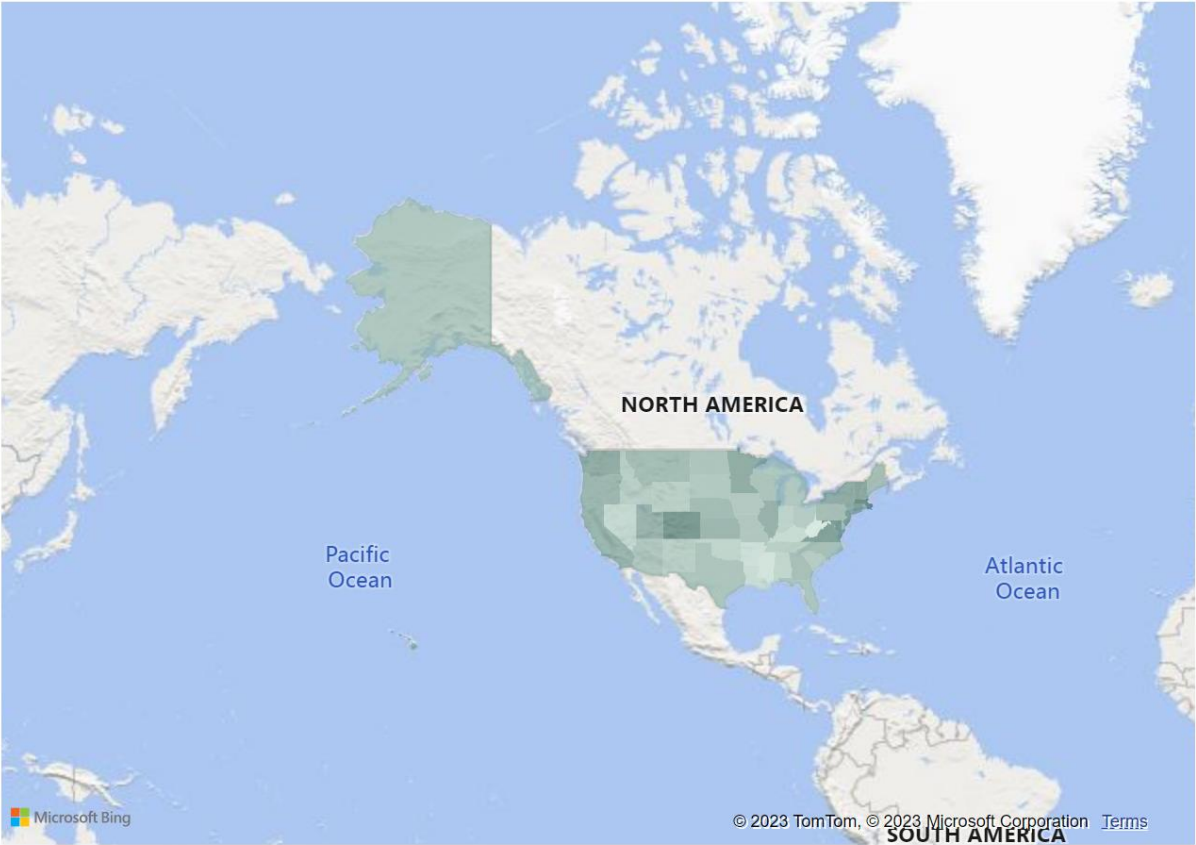 NORTH AMERICA
Pacific
Ocean
Atlantic
Ocean
Microsoft Bing
© 2023 TomTom, © 2023 Microsoft Corporation Terms
SOUTH AMERICA